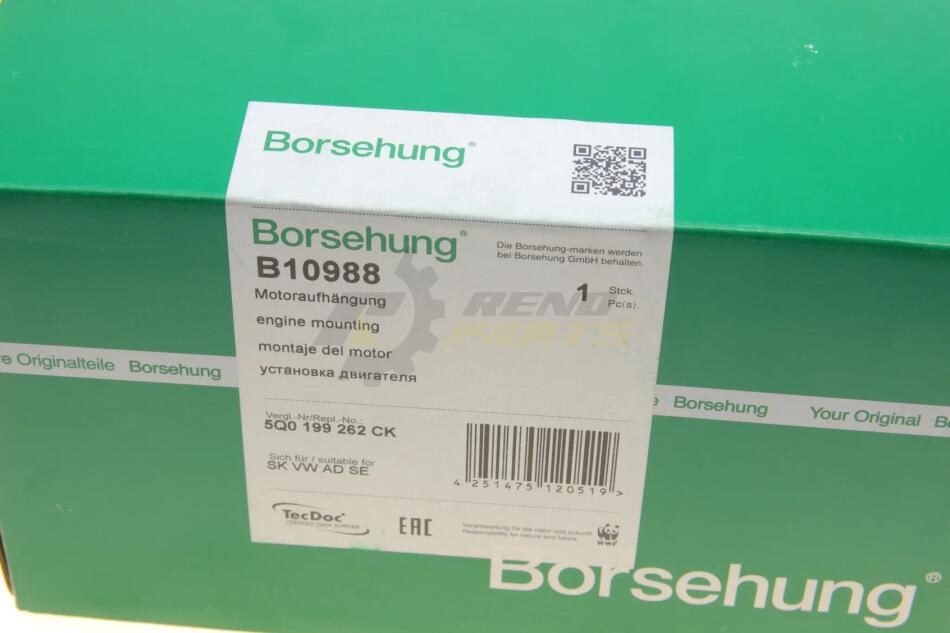 Borsehung®
Borsehung®
B10988
Die Borsehung-marken werden
bei Borsehung GmbH behalten.
1 Stck.
Pc(s).
Motoraufhängung
engine mounting
montaje del motor
установка двигателя
RENO
PARTS
Vergl.-Nr/Repl.-No.:
5Q0 199 262 CK
Sich für / suitable for
SK VW AD SE
4 251475 120519 >
TecDoc®
CERTIFIED DATA SUPPLIER
EAC
Verantwortung für die natur und zukunft.
Responsibility for nature and future.
WWF
e Originalteile Borsehung
e Borsehung Your Original Bo
Borsehung®